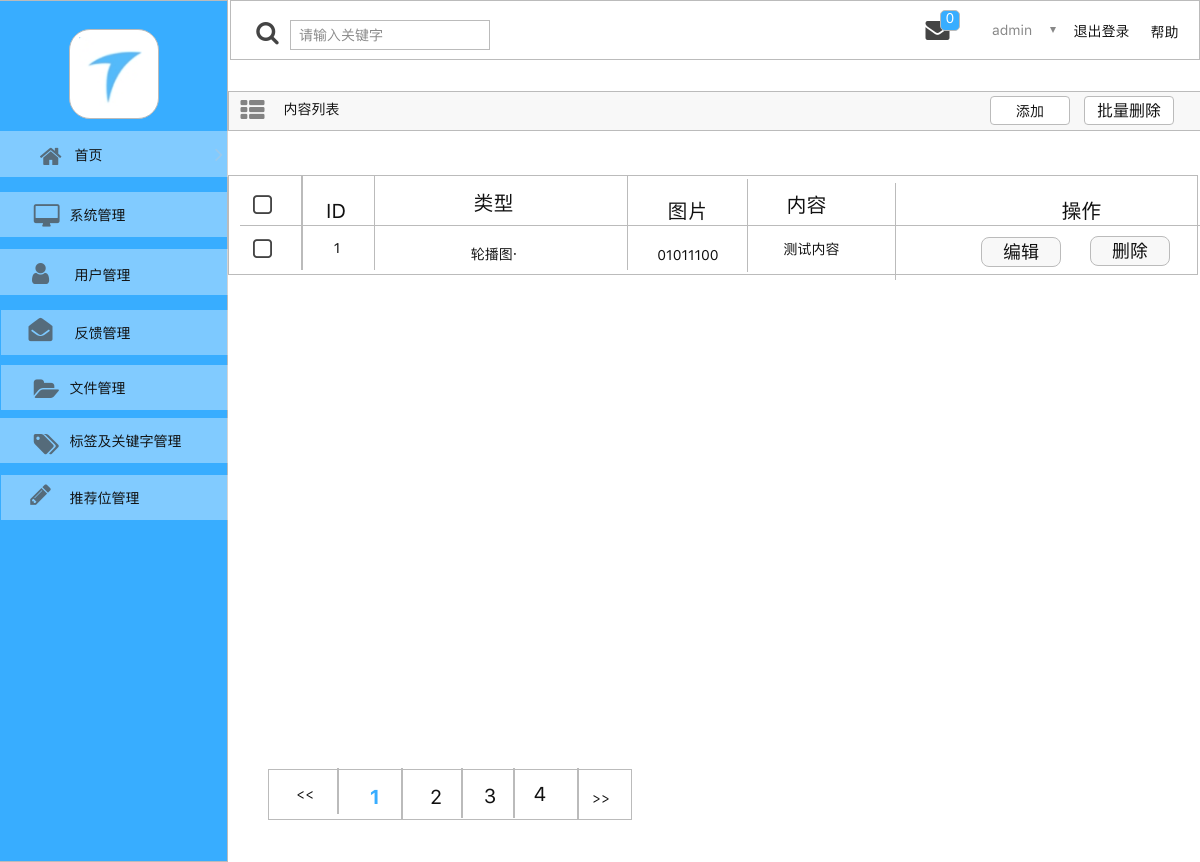 请输入关键字
0
admin
退出登录
帮助
首页
系统管理
用户管理
反馈管理
文件管理
标签及关键字管理
推荐位管理
内容列表
添加
批量删除
ID
类型
图片
内容
操作
1
轮播图·
01011100
测试内容
编辑
删除
<<
1
2
3
4
>>